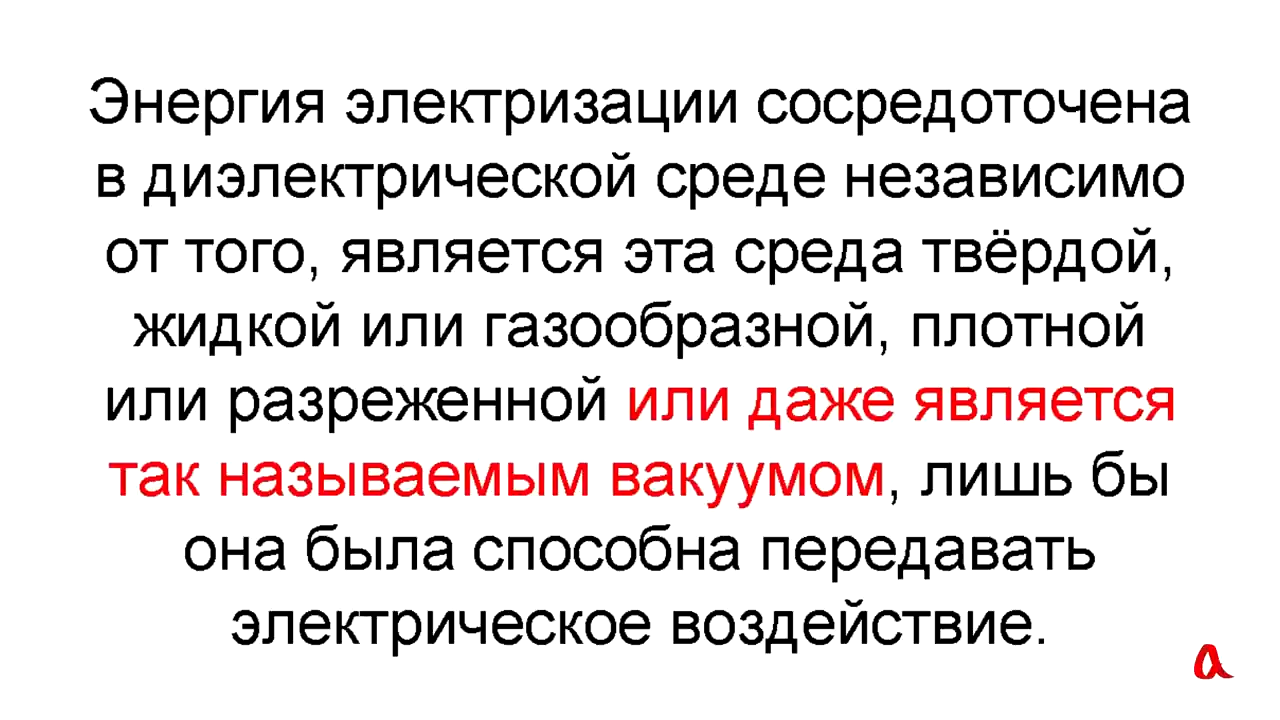 Энергия электризации сосредоточена
в диэлектрической среде независимо
от того, является эта среда твёрдой,
жидкой или газообразной, плотной
или разреженной или даже является
так называемым вакуумом, лишь бы
она была способна передавать
электрическое воздействие.
a